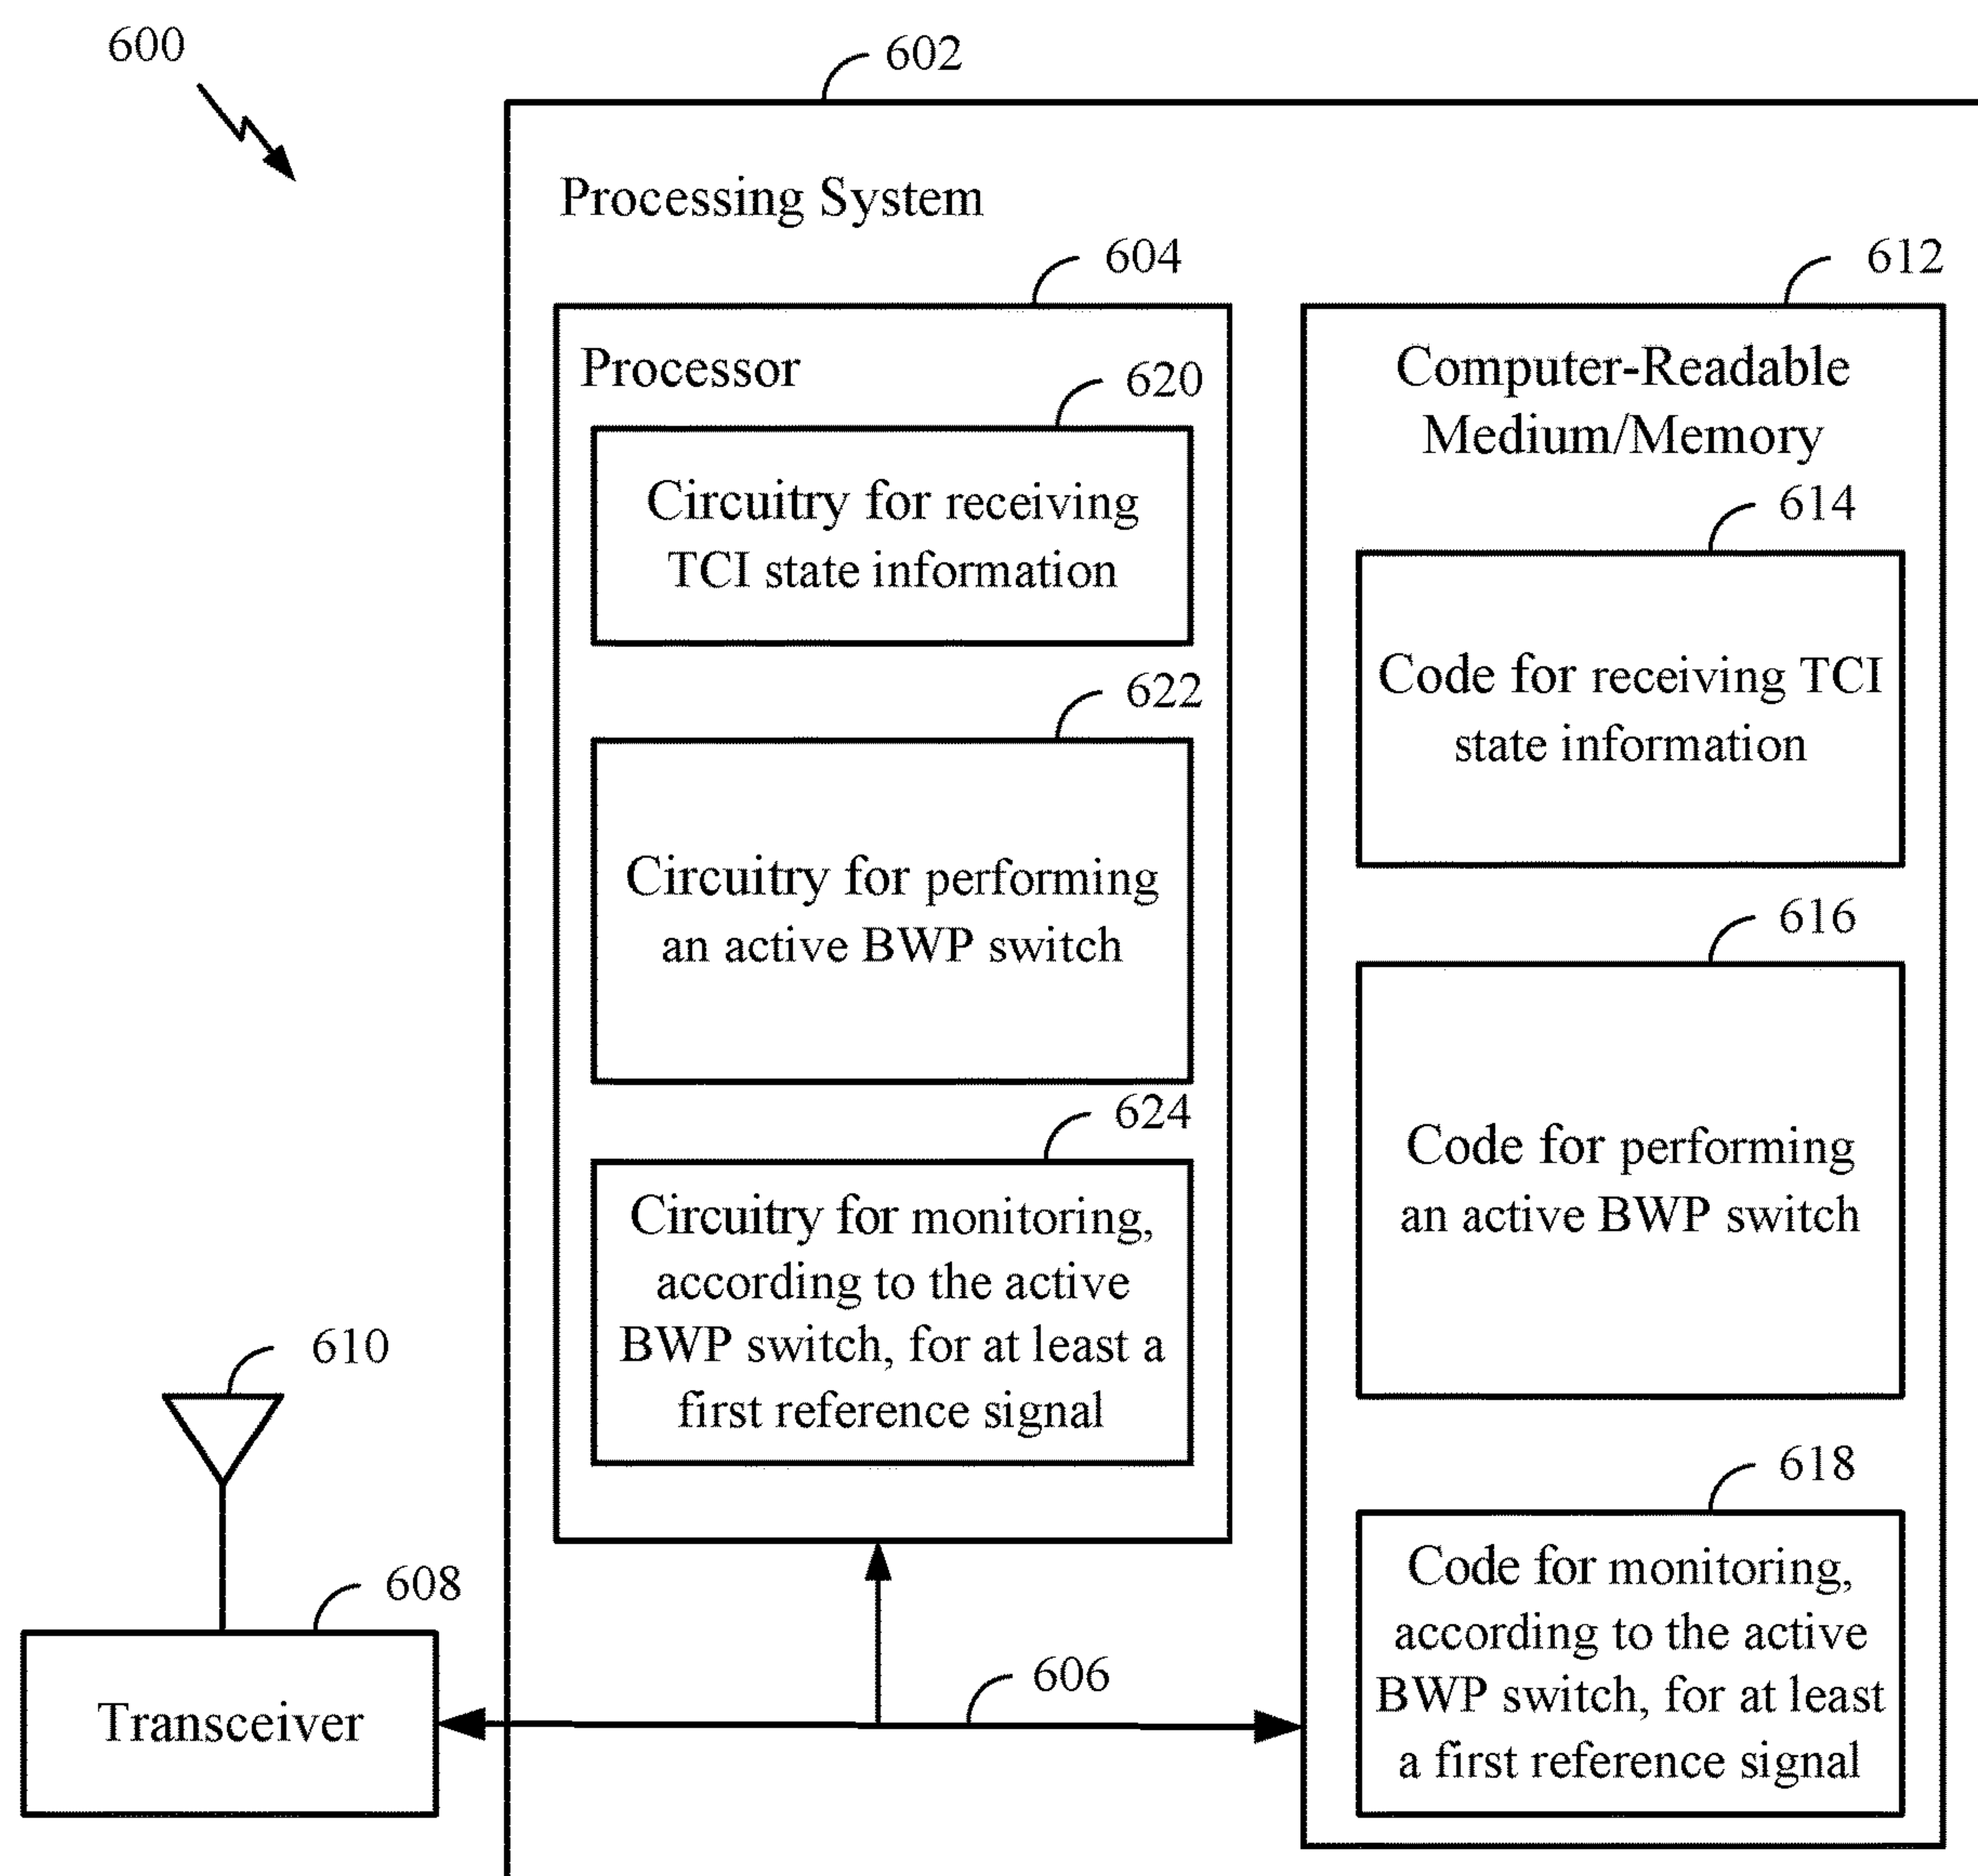 600
602
Processing System
604
Processor
620
Circuitry for receiving
TCI state information
622
Circuitry for performing
an active BWP switch
624
Circuitry for monitoring,
according to the active
BWP switch, for at least a
first reference signal
612
Computer-Readable
Medium/Memory
614
Code for receiving TCI
state information
616
Code for performing
an active BWP switch
618
Code for monitoring,
according to the active
BWP switch, for at least
a first reference signal
610
608
Transceiver
606